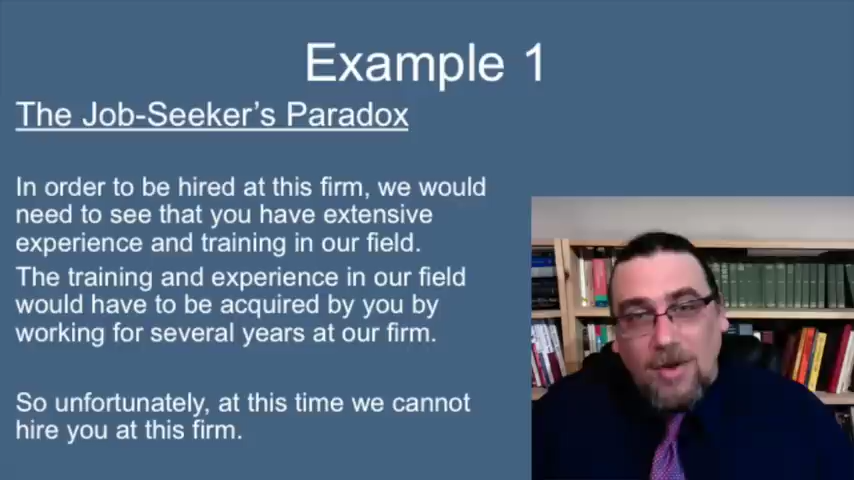 Example 1
The Job-Seeker's Paradox
In order to be hired at this firm, we would
need to see that you have extensive
experience and training in our field.
The training and experience in our field
would have to be acquired by you by
working for several years at our firm.
So unfortunately, at this time we cannot
hire you at this firm.